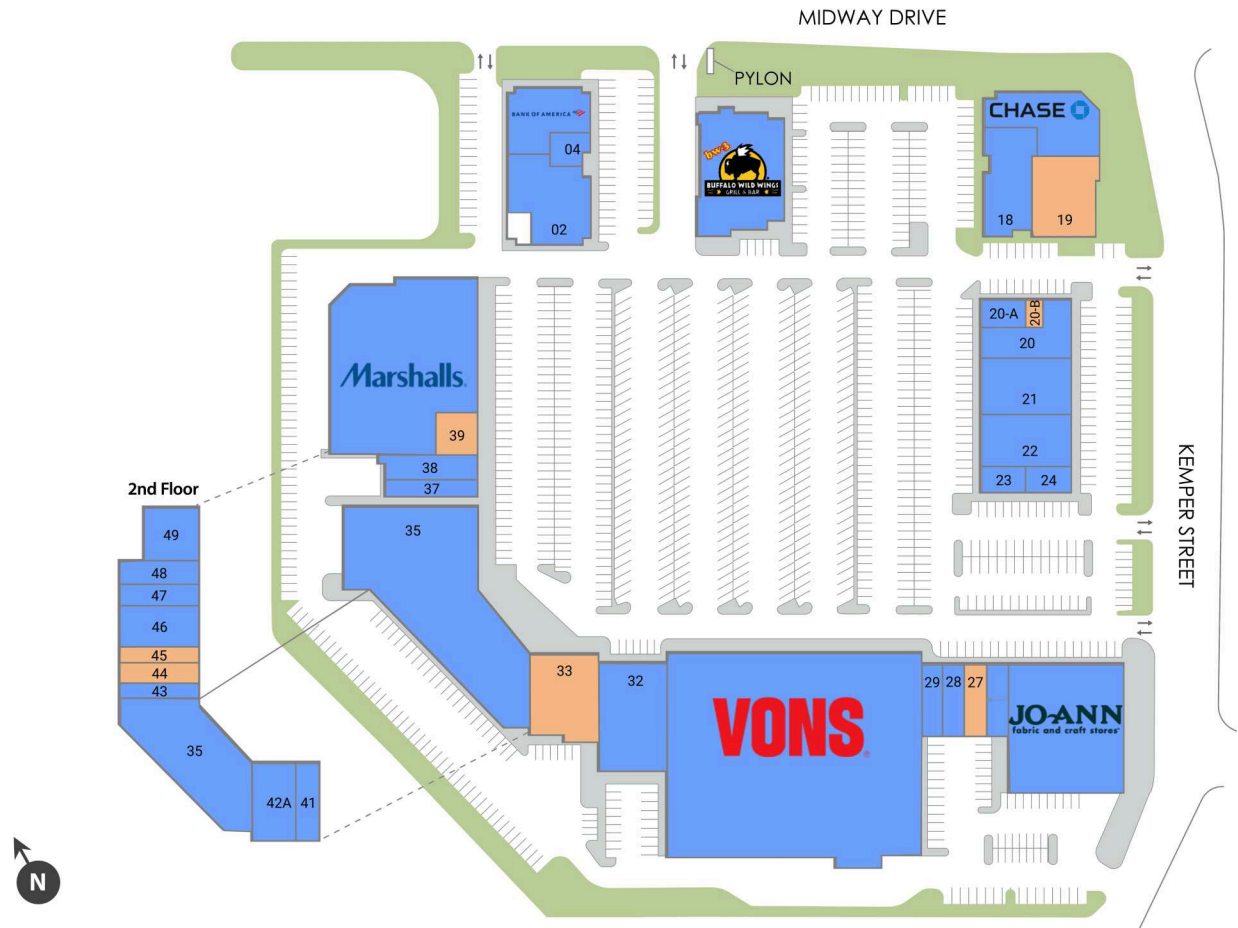 MIDWAY DRIVE
PYLON
BANK OF AMERICA
04
02
bw-3
BUFFALO WILD WINGS
GRILL & BAR
CHASE
18
19
20-A
20-B
20
21
22
23
24
KEMPER STREET
Marshalls.
39
38
37
35
2nd Floor
49
48
47
46
45
44
43
35
42A
41
33
32
VONS
29
28
27
JO-ANN
fabric and craft stores
N